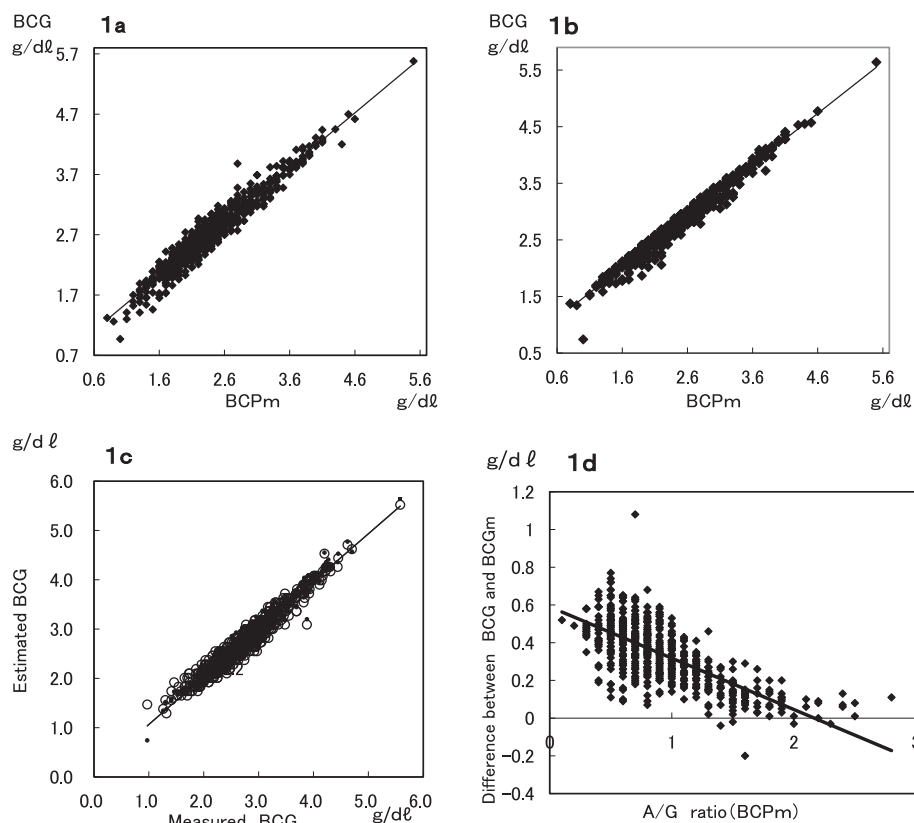 BCG
g/dℓ
1a
5.7
4.7
3.7
2.7
1.7
0.7
0.6 1.6 2.6 3.6 4.6 5.6
BCPm g/dℓ
BCG
g/dℓ
1b
5.5
4.5
3.5
2.5
1.5
0.5
0.6 1.6 2.6 3.6 4.6 5.6
BCPm g/dℓ
g/dℓ
1c
Estimated BCG
6.0
5.0
4.0
3.0
2.0
1.0
0.0
0.0 1.0 2.0 3.0 4.0 5.0 6.0
Measured BCG g/dℓ
g/dℓ
1d
Difference between BCG and BCGm
1.2
1
0.8
0.6
0.4
0.2
0
-0.2
-0.4
0 1 2 3
A/G ratio(BCPm)